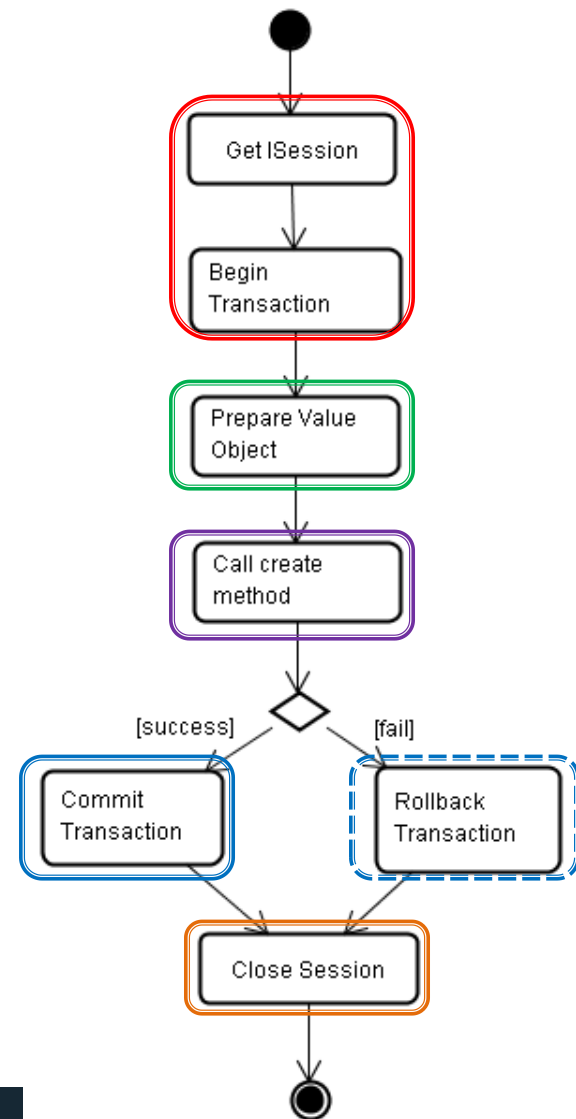 Get ISession
Begin
Transaction
Prepare Value
Object
Call create
method
[success]
[fail]
Commit
Transaction
Rollback
Transaction
Close Session